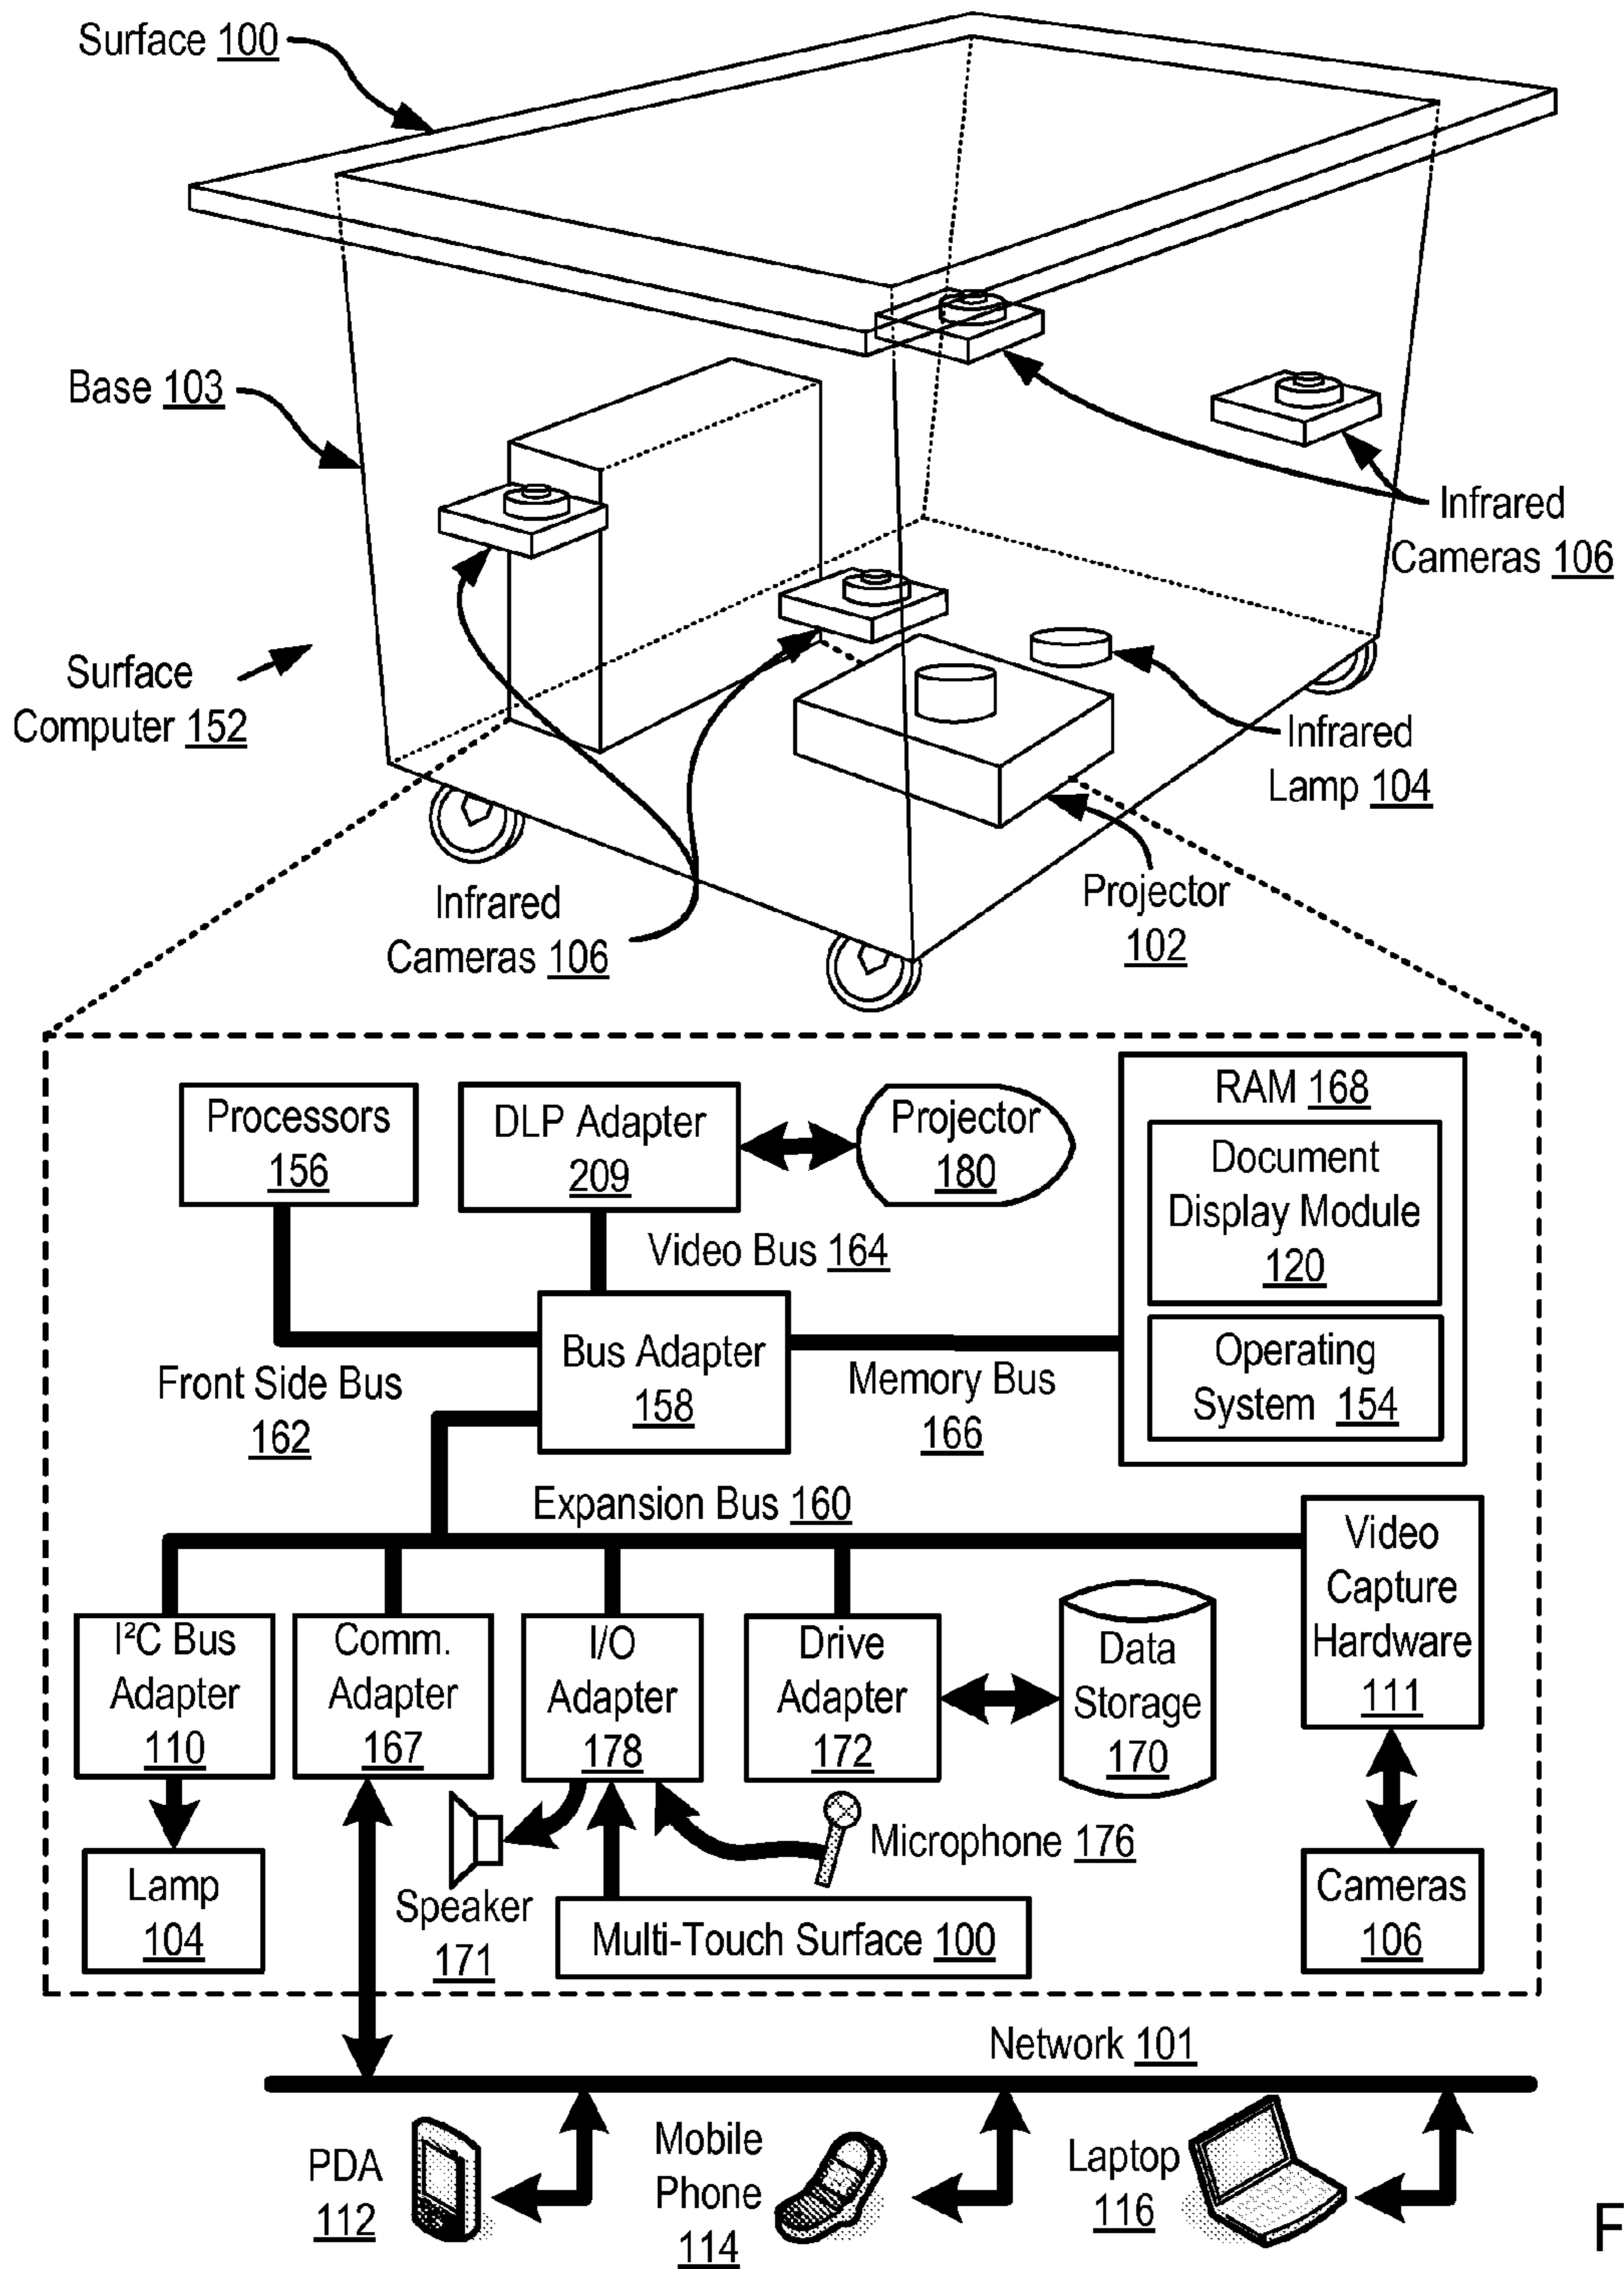 Surface 100
Base 103
Infrared
Cameras 106
Surface
Computer 152
Infrared
Lamp 104
Projector
102
Infrared
Cameras 106
Processors
156
DLP Adapter
209
Projector
180
RAM 168
Document
Display Module
120
Operating
System 154
Video Bus 164
Bus Adapter
158
Front Side Bus
162
Memory Bus
166
Expansion Bus 160
Video
Capture
Hardware
111
I²C Bus
Adapter
110
Comm.
Adapter
167
I/O
Adapter
178
Drive
Adapter
172
Data
Storage
170
Microphone 176
Lamp
104
Speaker
171
Multi-Touch Surface 100
Cameras
106
Network 101
PDA
112
Mobile
Phone
114
Laptop
116
F